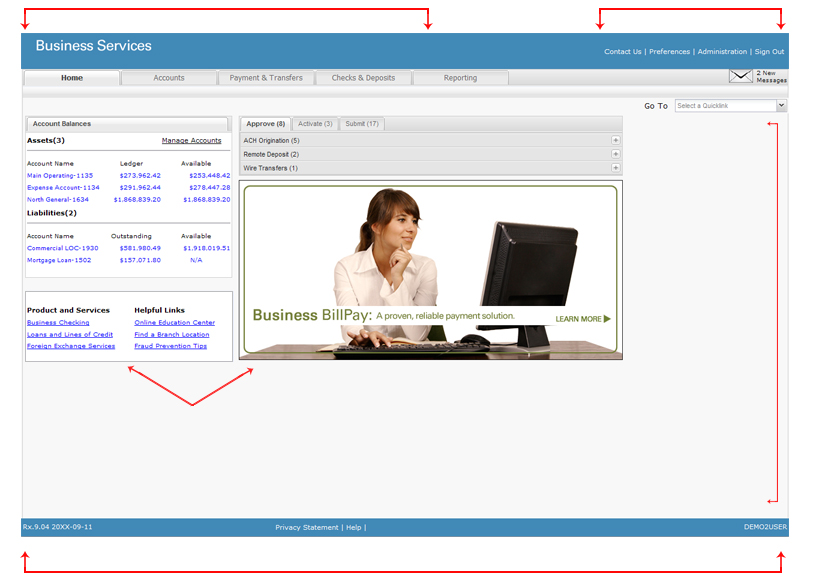 Business Services
Contact Us | Preferences | Administration | Sign Out
Home Accounts Payment & Transfers Checks & Deposits Reporting
2 New
Messages
Go To Select a Quicklink
Account Balances
Assets(3) Manage Accounts
Account Name Ledger Available
Main Operating-1135 $273.962.42 $253.448.42
Expense Account-1134 $291.962.44 $278.447.28
North General-1634 $1.868.839.20 $1.868.839.20
Liabilities(2)
Account Name Outstanding Available
Commercial LOC-1930 $581.980.49 $1.918.019.51
Mortgage Loan-1502 $157.071.80 N/A
Approve (8) Activate (3) Submit (17)
ACH Origination (5)
Remote Deposit (2)
Wire Transfers (1)
Business BillPay: A proven, reliable payment solution.
LEARN MORE
Product and Services Helpful Links
Business Checking Online Education Center
Loans and Lines of Credit Find a Branch Location
Foreign Exchange Services Fraud Prevention Tips
Rx.9.04 20XX-09-11 Privacy Statement | Help | DEMO2USER